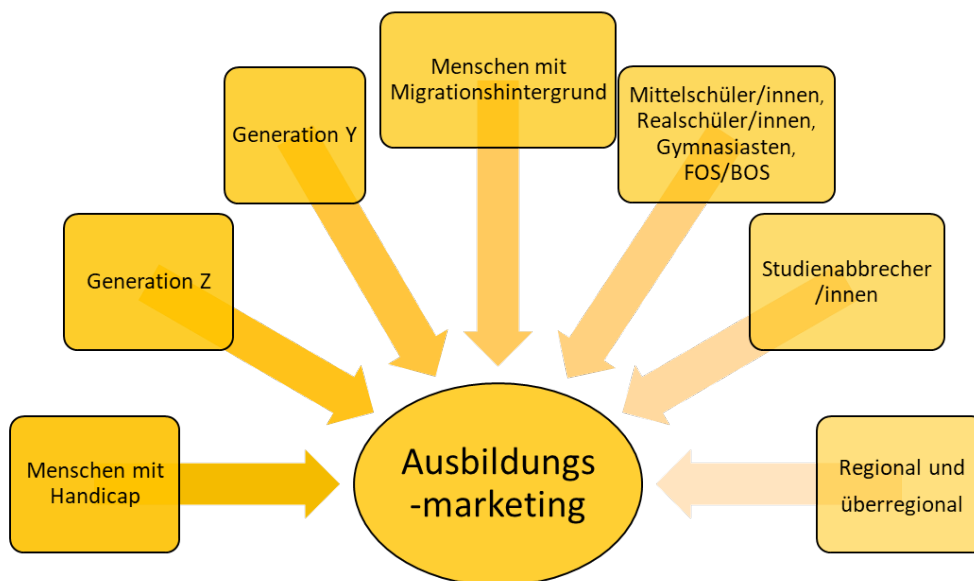 Menschen mit
Migrationshintergrund
Mittelschüler/innen,
Realschüler/innen,
Gymnasiasten,
FOS/BOS
Generation Y
Generation Z
Studienabbrecher
/innen
Menschen mit
Handicap
Ausbildungs
-marketing
Regional und
überregional